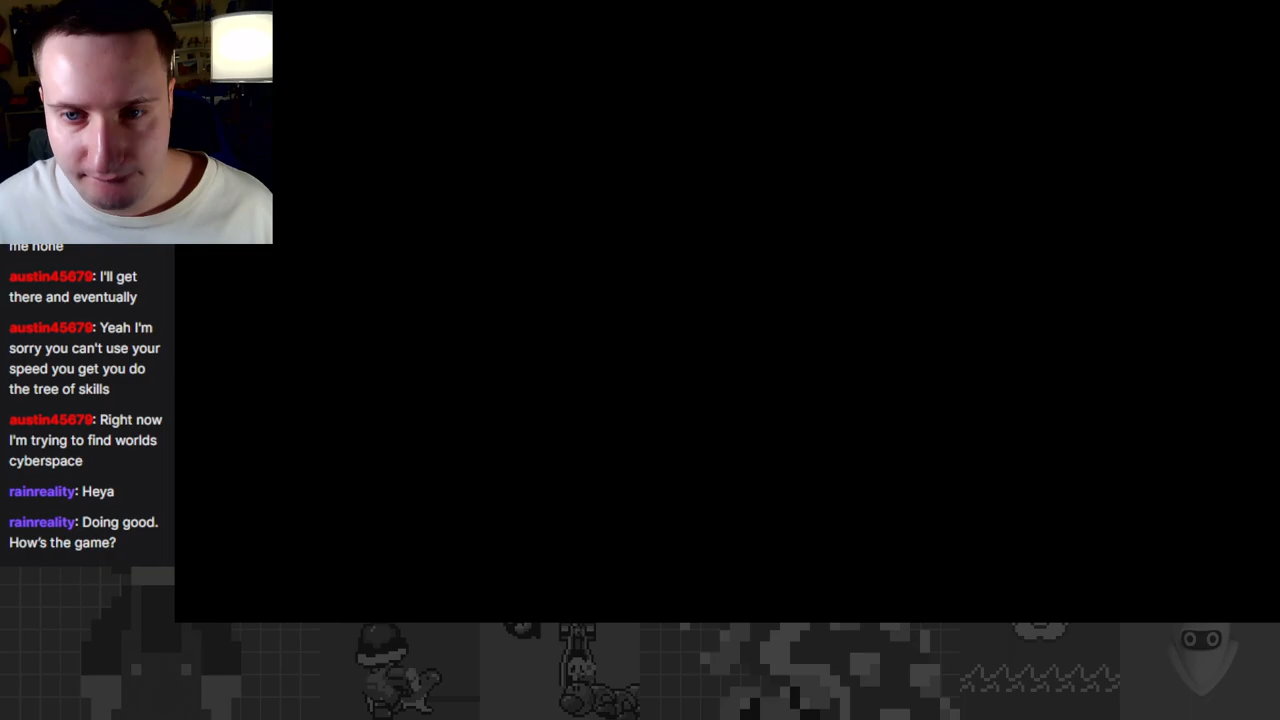 me none
austin45679: I'll get
there and eventually
austin45679: Yeah I'm
sorry you can't use your
speed you get you do
the tree of skills
austin45679: Right now
I'm trying to find worlds
cyberspace
rainreality: Heya
rainreality: Doing good.
How's the game?